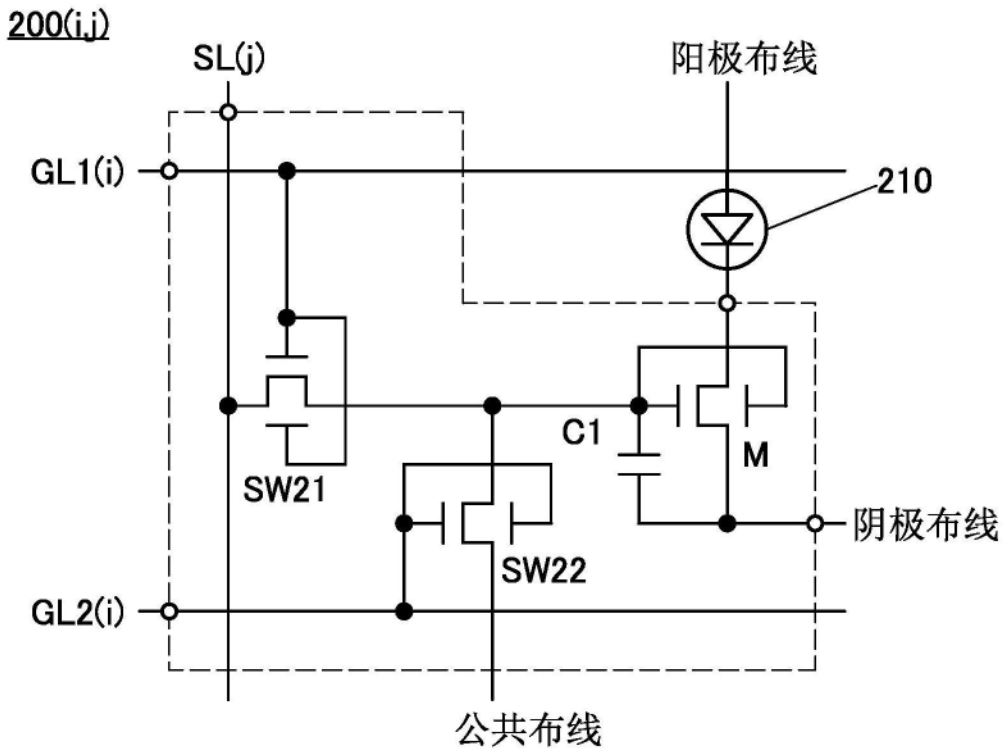 200(i,j)
SL(j)
阳极布线
GL1(i)
210
C1
M
SW21
阴极布线
SW22
GL2(i)
公共布线